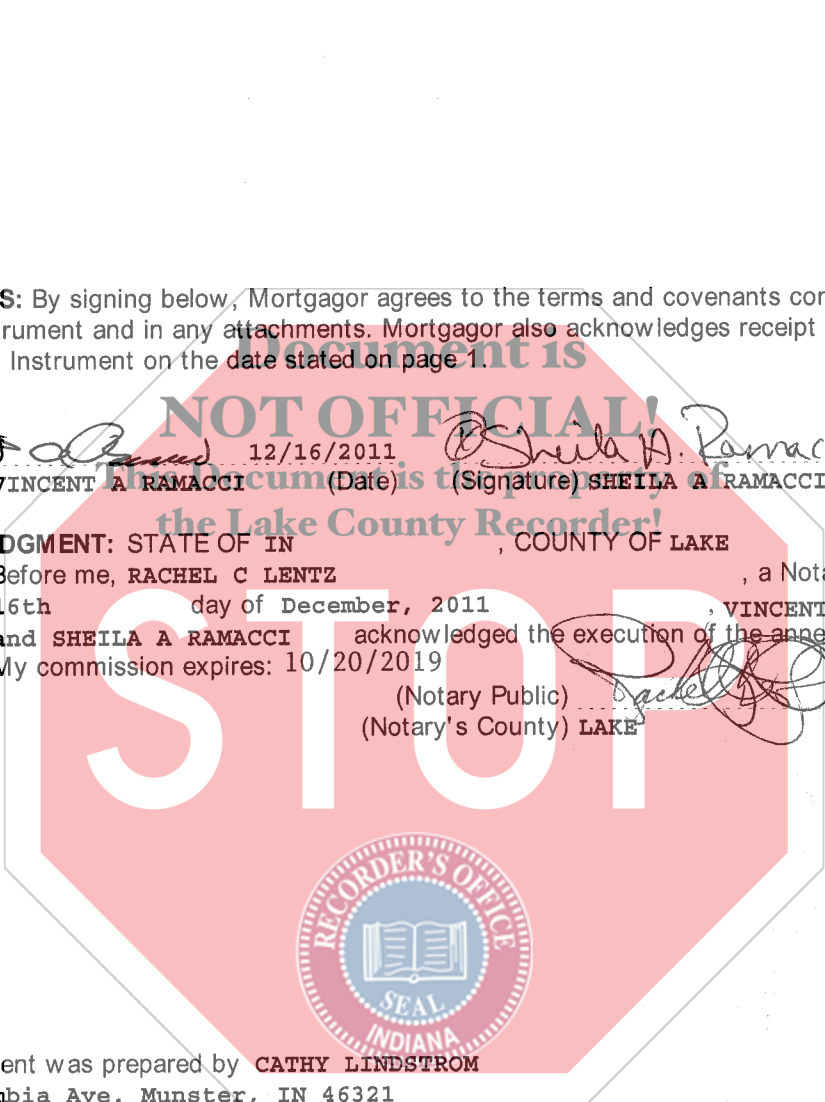 S: By signing below, Mortgagor agrees to the terms and covenants con
rument and in any attachments. Mortgagor also acknowledges receipt
Instrument on the date stated on page 1.
Document is
NOT OFFICIAL!
This Document is the property of
the Lake County Recorder!
12/16/2011 Sheila A. Ramac
VINCENT A RAMACCI (Date) (Signature) SHEILA A RAMACCI
DGMENT: STATE OF IN , COUNTY OF LAKE
Before me, RACHEL C LENTZ , a Nota
16th day of December, 2011 , VINCENT
and SHEILA A RAMACCI acknowledged the execution of the anne
My commission expires: 10/20/2019
(Notary Public) Rachel
(Notary's County) LAKE
STOP
RECORDER'S OFFICE
SEAL
INDIANA
ent was prepared by CATHY LINDSTROM
bia Ave. Munster, IN 46321